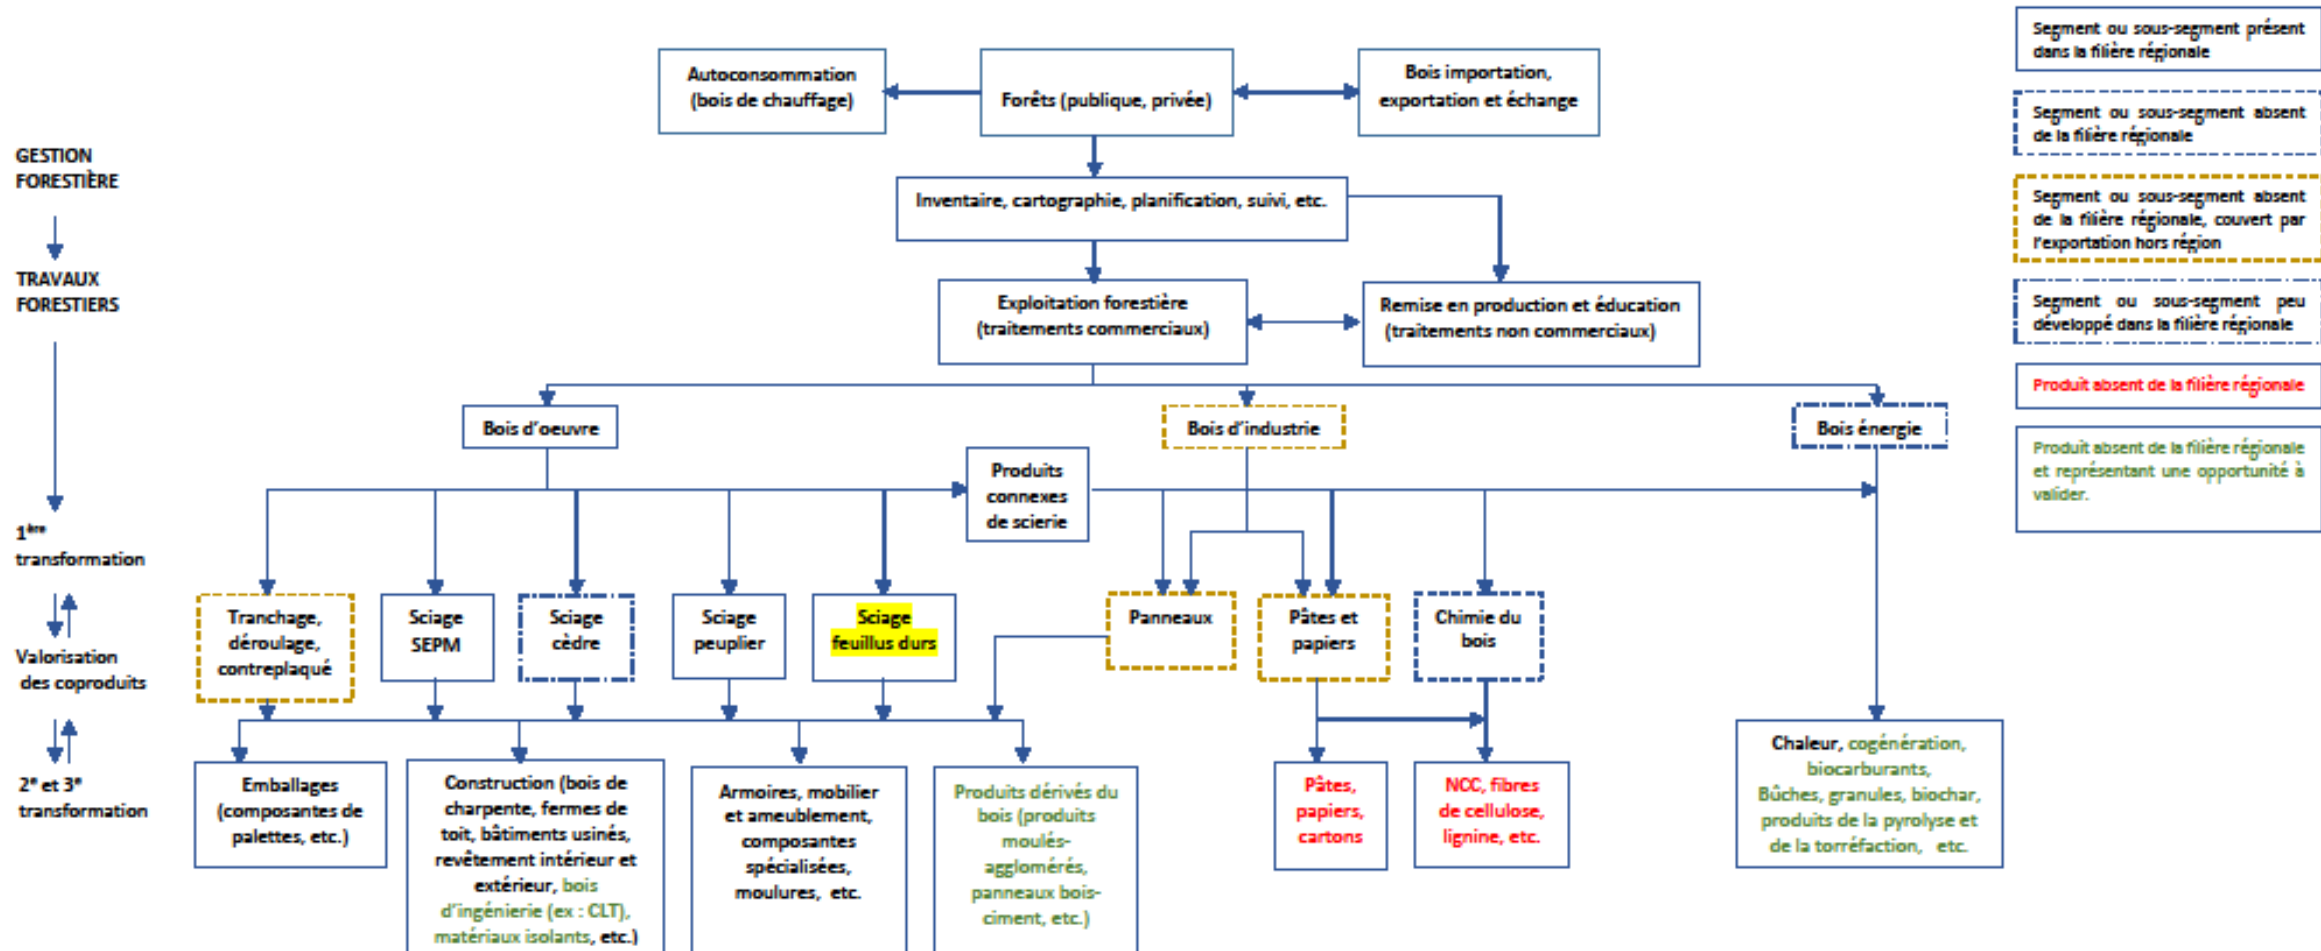 Segment ou sous-segment présent
dans la filière régionale
Autoconsommation
(bois de chauffage)
Forêts (publique, privée)
Bois importation,
exportation et échange
Segment ou sous-segment absent
de la filière régionale
GESTION
FORESTIÈRE
Inventaire, cartographie, planification, suivi, etc.
Segment ou sous-segment absent
de la filière régionale, couvert par
l'exportation hors région
TRAVAUX
FORESTIERS
Exploitation forestière
(traitements commerciaux)
Remise en production et éducation
(traitements non commerciaux)
Segment ou sous-segment peu
développé dans la filière régionale
Produit absent de la filière régionale
Bois d'oeuvre
Bois d'industrie
Bois énergie
Produit absent de la filière régionale
et représentant une opportunité à
valider.
Produits
connexes
de scierie
1ère
transformation
Tranchage,
déroulage,
contreplaqué
Sciage
SEPM
Sciage
cèdre
Sciage
peuplier
Sciage
feuillus durs
Panneaux
Pâtes et
papiers
Chimie du
bois
Valorisation
des coproduits
2e et 3e
transformation
Emballages
(composantes de
palettes, etc.)
Construction (bois de
charpente, fermes de
toit, bâtiments usinés,
revêtement intérieur et
extérieur, bois
d'ingénierie (ex : CLT),
matériaux isolants, etc.)
Armoires, mobilier
et ameublement,
composantes
spécialisées,
moulures, etc.
Produits dérivés du
bois (produits
moulés-
agglomérés,
panneaux bois-
ciment, etc.)
Pâtes,
papiers,
cartons
NCC, fibres
de cellulose,
lignine, etc.
Chaleur, cogénération,
biocarburants,
Bûches, granules, biochar,
produits de la pyrolyse et
de la torréfaction, etc.